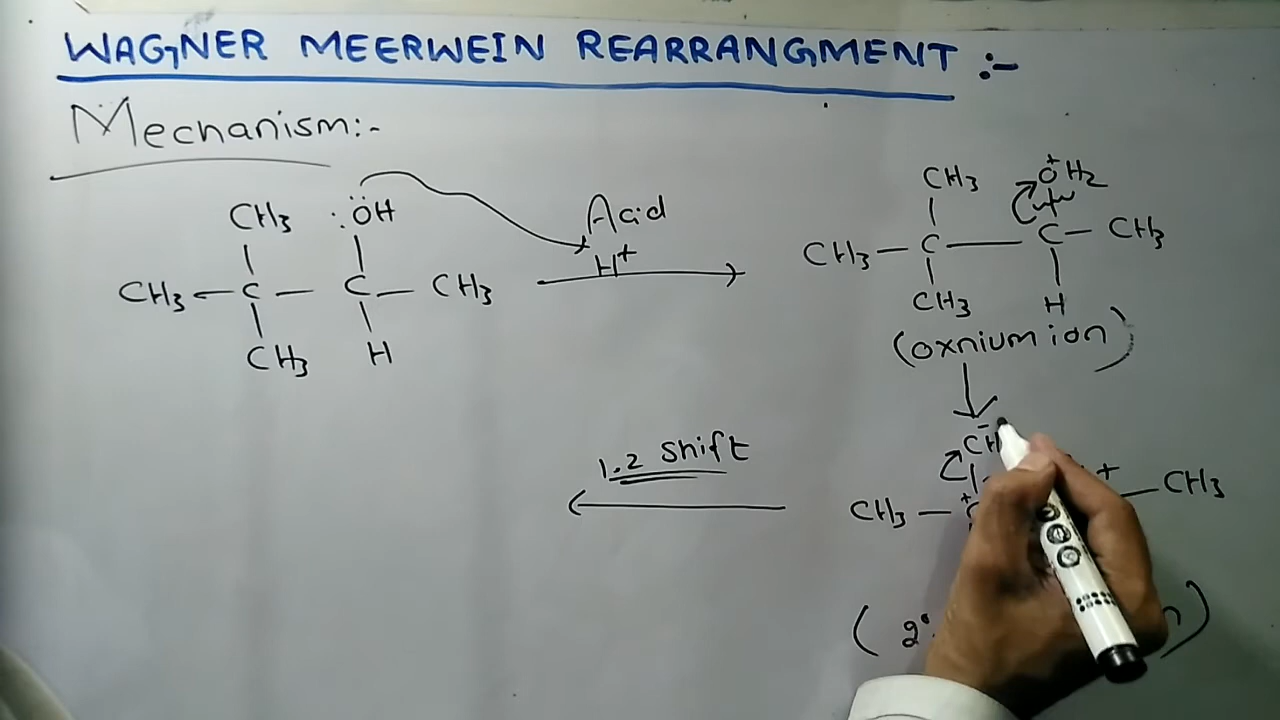 WAGNER MEERWEIN REARRANGMENT :-
Mechanism:-
CH3 :ÖH
CH3 — C — C — CH3
CH3 H
Acid
H+
CH3 +OH2
CH3 — C — C — CH3
CH3 H
(oxnium ion)
1.2 Shift
CH3 — + + — CH3
(2°